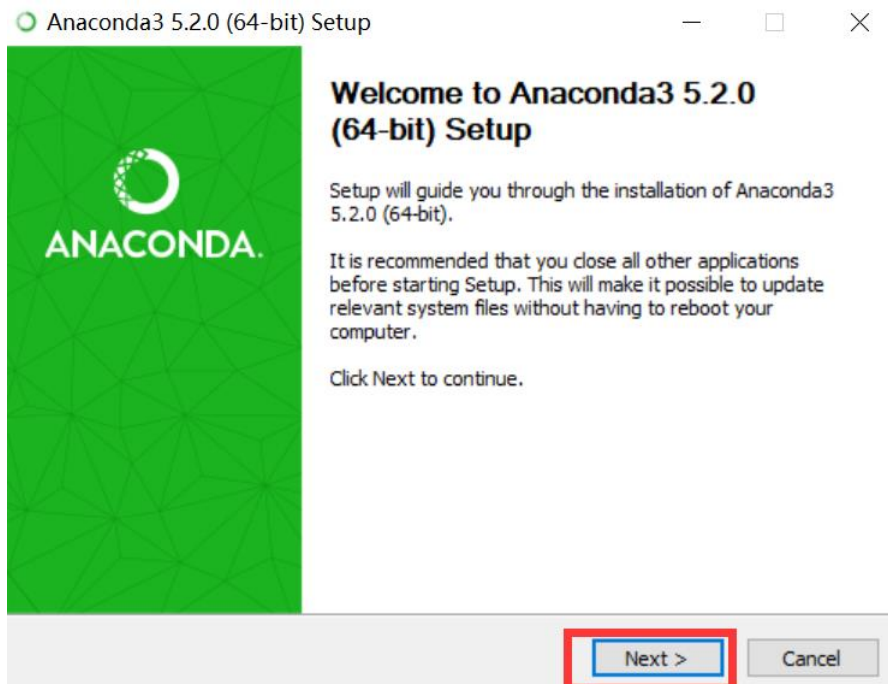 Anaconda3 5.2.0 (64-bit) Setup
ANACONDA.
Welcome to Anaconda3 5.2.0
(64-bit) Setup
Setup will guide you through the installation of Anaconda3
5.2.0 (64-bit).
It is recommended that you close all other applications
before starting Setup. This will make it possible to update
relevant system files without having to reboot your
computer.
Click Next to continue.
Next >
Cancel